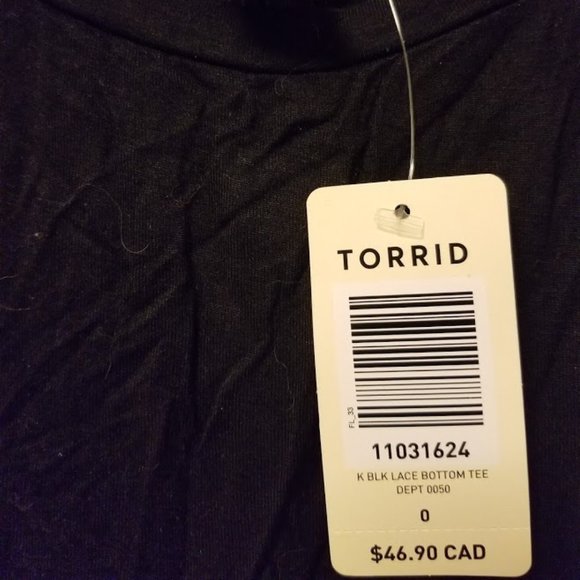 TORRID
FL_33
11031624
K BLK LACE BOTTOM TEE
DEPT 0050
0
$46.90 CAD